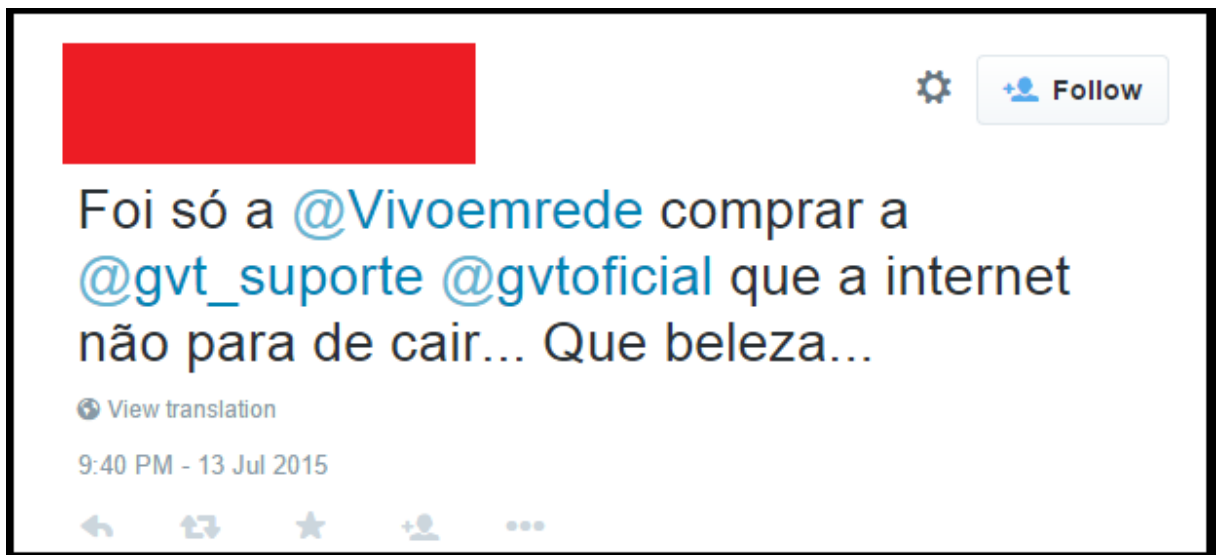 Follow
Foi só a @Vivoemrede comprar a
@gvt_suporte @gvtoficial que a internet
não para de cair... Que beleza...
View translation
9:40 PM - 13 Jul 2015